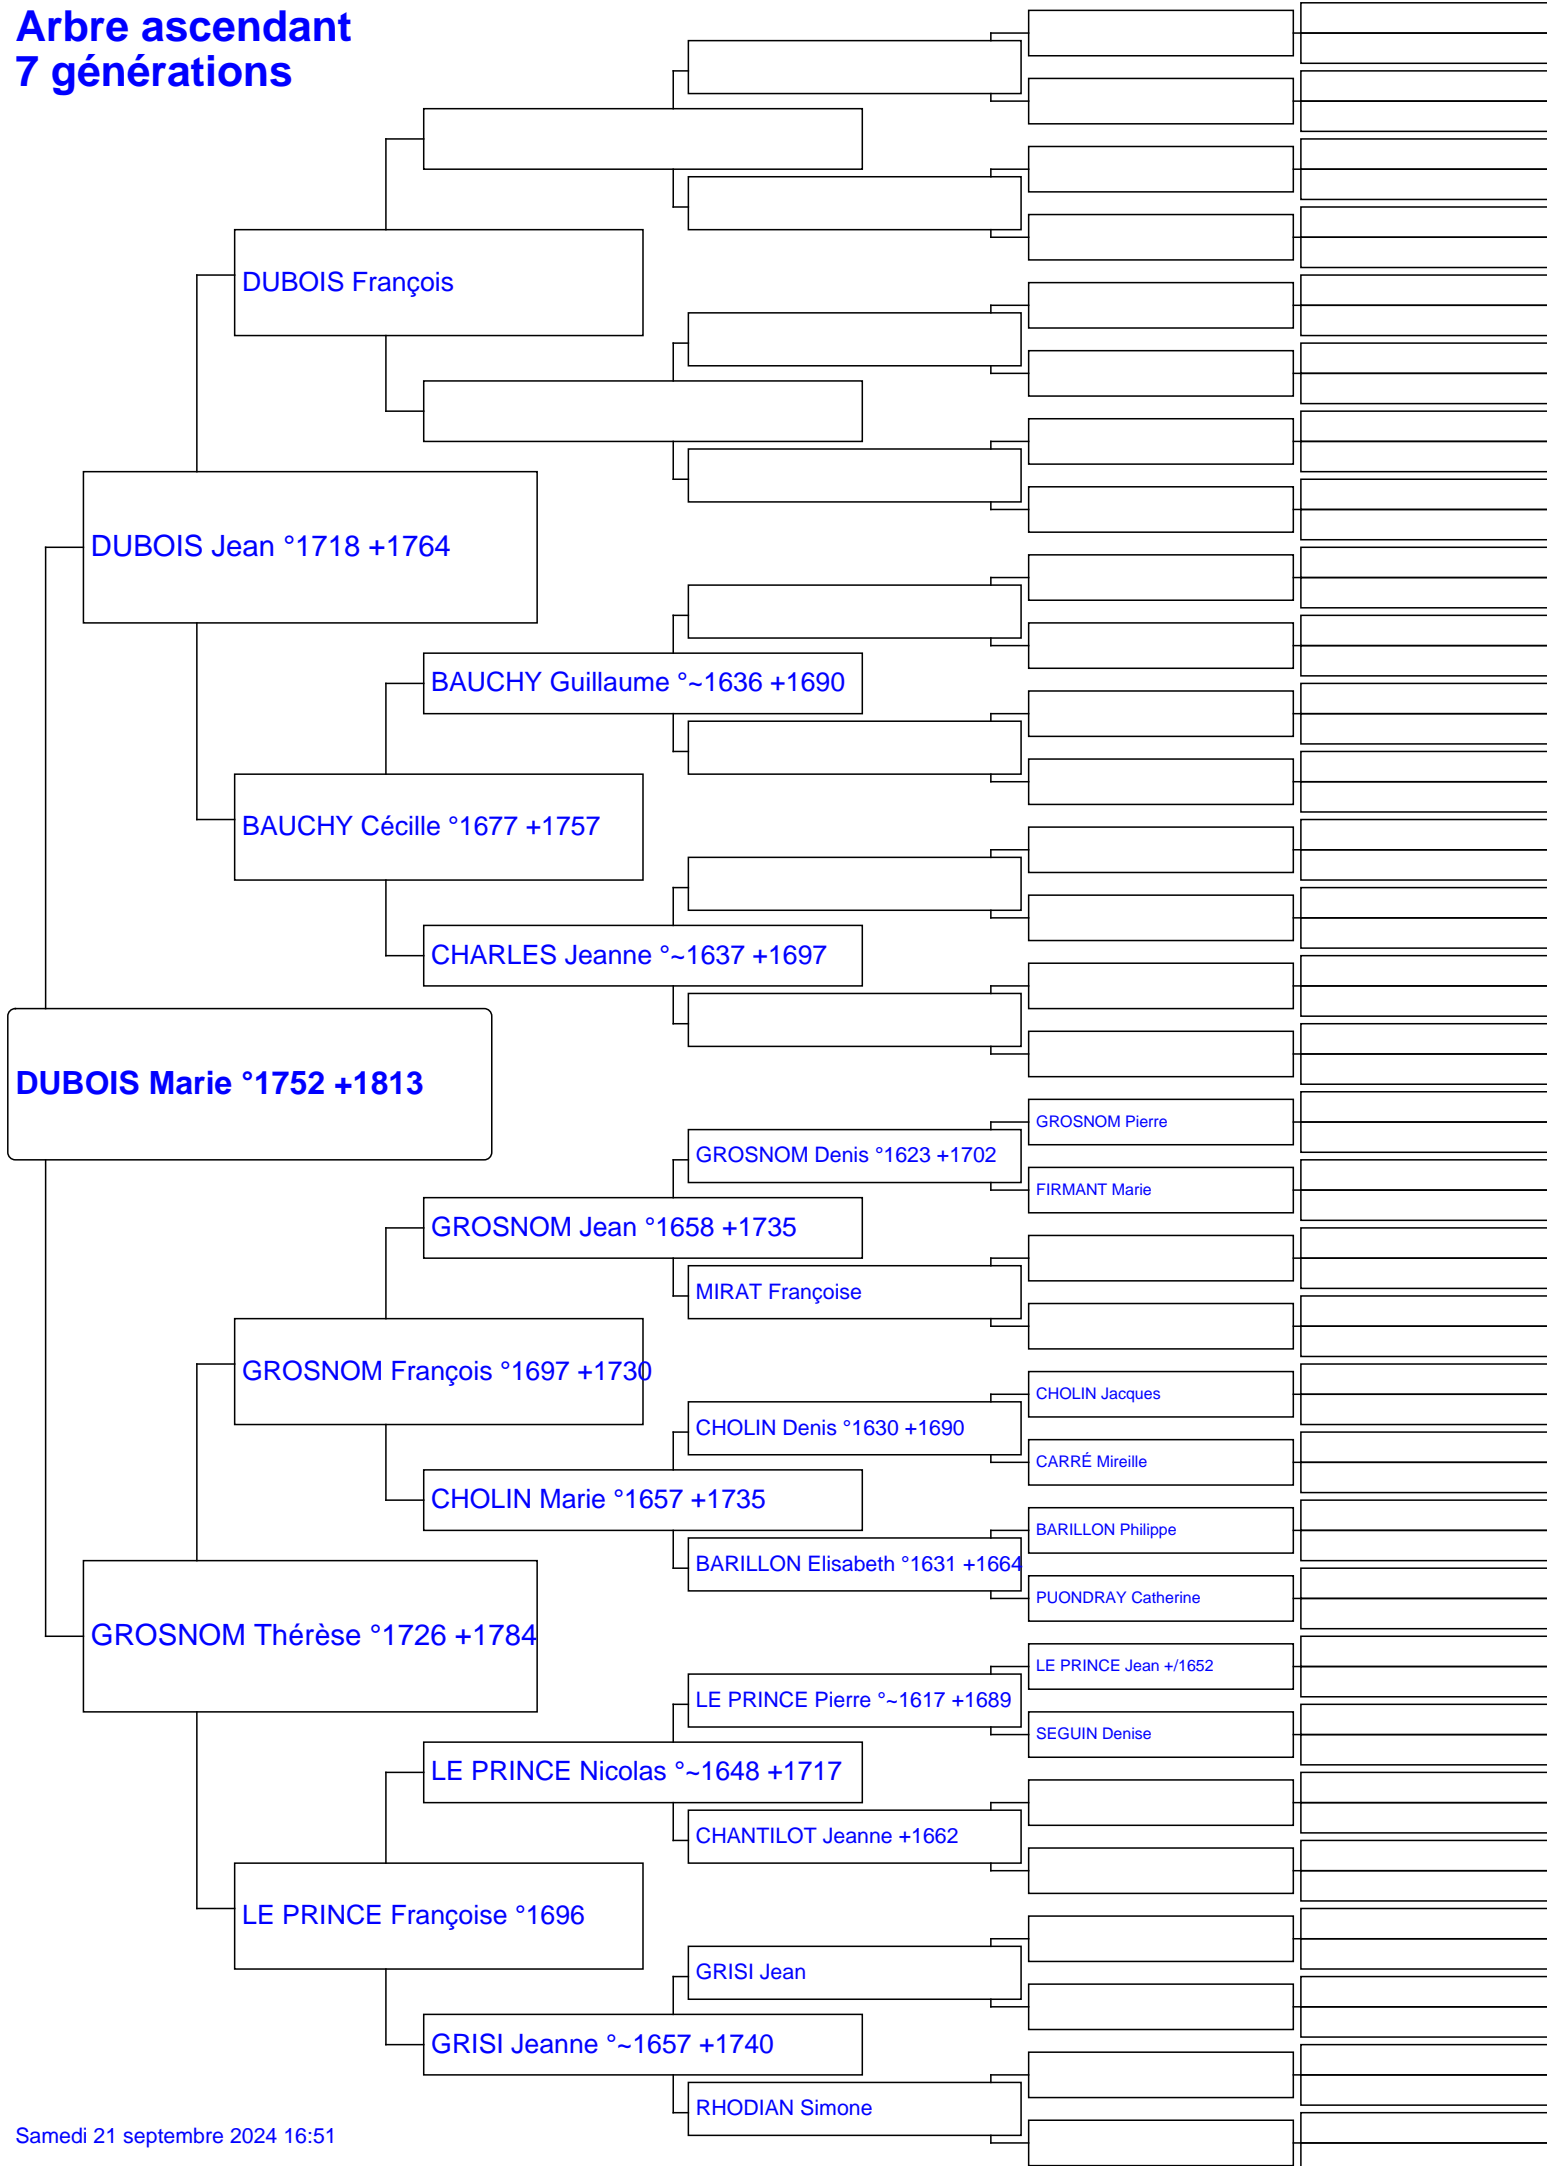 Arbre ascendant
7 générations
DUBOIS François
DUBOIS Jean °1718 +1764
BAUCHY Guillaume °~1636 +1690
BAUCHY Cécille °1677 +1757
CHARLES Jeanne °~1637 +1697
DUBOIS Marie °1752 +1813
GROSNOM Pierre
GROSNOM Denis °1623 +1702
FIRMANT Marie
GROSNOM Jean °1658 +1735
MIRAT Françoise
GROSNOM François °1697 +1730
CHOLIN Jacques
CHOLIN Denis °1630 +1690
CARRÉ Mireille
CHOLIN Marie °1657 +1735
BARILLON Philippe
BARILLON Elisabeth °1631 +1664
PUONDRAY Catherine
GROSNOM Thérèse °1726 +1784
LE PRINCE Jean +/1652
LE PRINCE Pierre °~1617 +1689
SEGUIN Denise
LE PRINCE Nicolas °~1648 +1717
CHANTILOT Jeanne +1662
LE PRINCE Françoise °1696
GRISI Jean
GRISI Jeanne °~1657 +1740
RHODIAN Simone
Samedi 21 septembre 2024 16:51